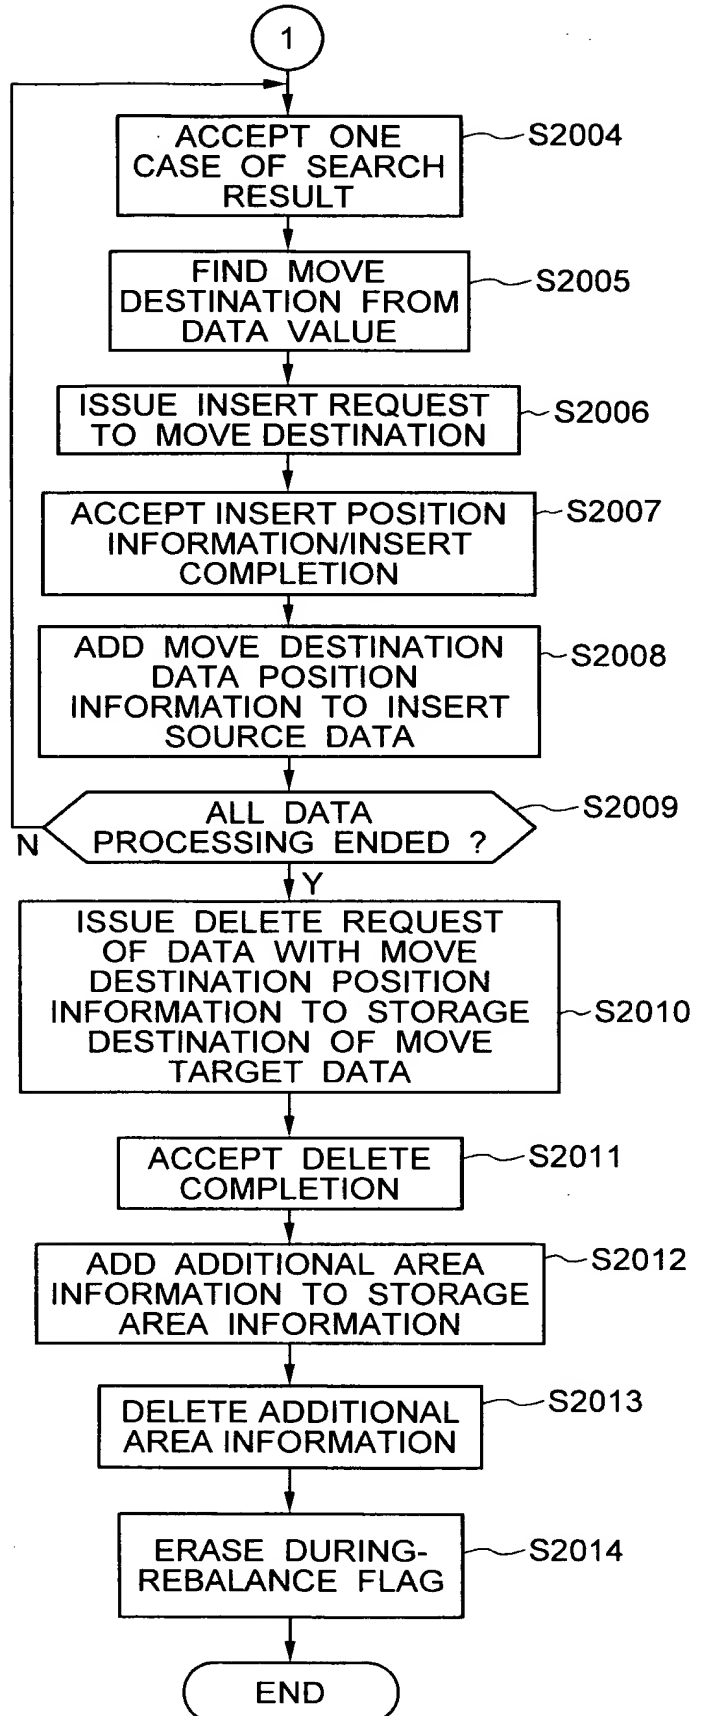 1
ACCEPT ONE
CASE OF SEARCH
RESULT
S2004
FIND MOVE
DESTINATION FROM
DATA VALUE
S2005
ISSUE INSERT REQUEST
TO MOVE DESTINATION
S2006
ACCEPT INSERT POSITION
INFORMATION/INSERT
COMPLETION
S2007
ADD MOVE DESTINATION
DATA POSITION
INFORMATION TO INSERT
SOURCE DATA
S2008
ALL DATA
PROCESSING ENDED ?
S2009
N
Y
ISSUE DELETE REQUEST
OF DATA WITH MOVE
DESTINATION POSITION
INFORMATION TO STORAGE
DESTINATION OF MOVE
TARGET DATA
S2010
ACCEPT DELETE
COMPLETION
S2011
ADD ADDITIONAL AREA
INFORMATION TO STORAGE
AREA INFORMATION
S2012
DELETE ADDITIONAL
AREA INFORMATION
S2013
ERASE DURING-
REBALANCE FLAG
S2014
END